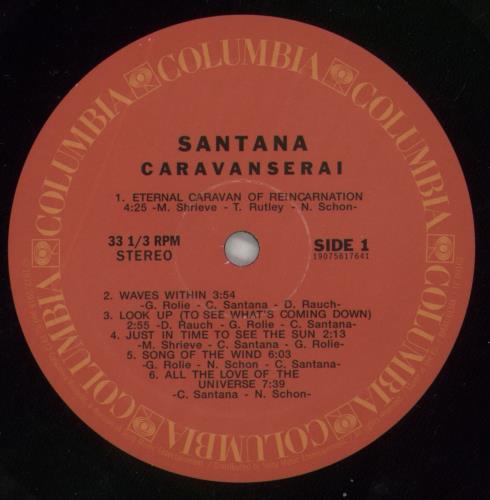 COLUMBIA COLUMBIA COLUMBIA COLUMBIA COLUMBIA COLUMBIA
SANTANA
CARAVANSERAI
1. ETERNAL CARAVAN OF REINCARNATION
4:25 -M. Shrieve - T. Rutley - N. Schon-
33 1/3 RPM
STEREO
SIDE 1
19075817641
2. WAVES WITHIN 3:54
-G. Rolie - C. Santana - D. Rauch-
3. LOOK UP (TO SEE WHAT'S COMING DOWN)
2:55 -D. Rauch - G. Rolie - C. Santana-
4. JUST IN TIME TO SEE THE SUN 2:13
-M. Shrieve - C. Santana - G. Rolie-
5. SONG OF THE WIND 6:03
-G. Rolie - N. Schon - C. Santana-
6. ALL THE LOVE OF THE
UNIVERSE 7:39
-C. Santana - N. Schon-